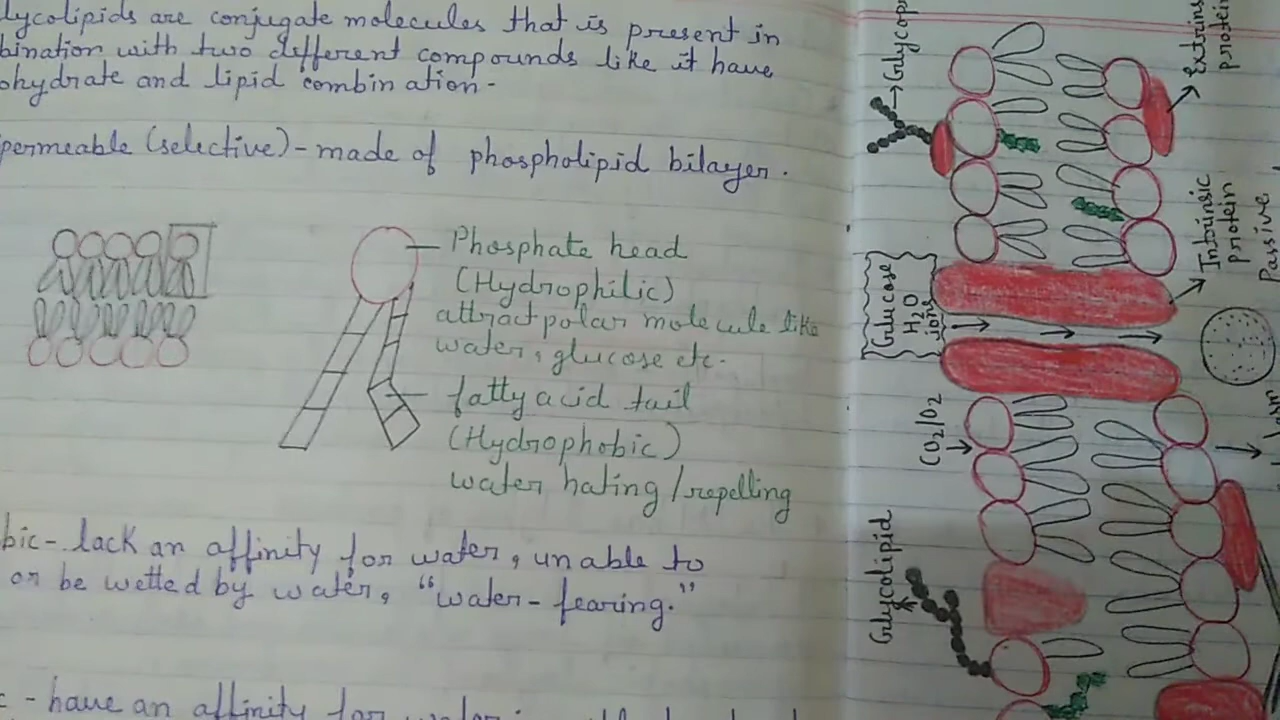 lycolipids are conjugate molecules that is present in
bination with two different compounds like it have
ohydrate and lipid combination-
permeable (selective)-made of phospholipid bilayer.
Phosphate head
(Hydrophilic)
attract polar molecule like
water, glucose etc.
fatty acid tail
(Hydrophobic)
water hating/repelling
bic-lack an affinity for water, unable to
or be wetted by water, "water-fearing."
c - have an affinity for water
Glycop
Extrins
protein
Intrinsic
protein
Passive
Glucose
H2O
ions
CO2/O2
Glycolipid